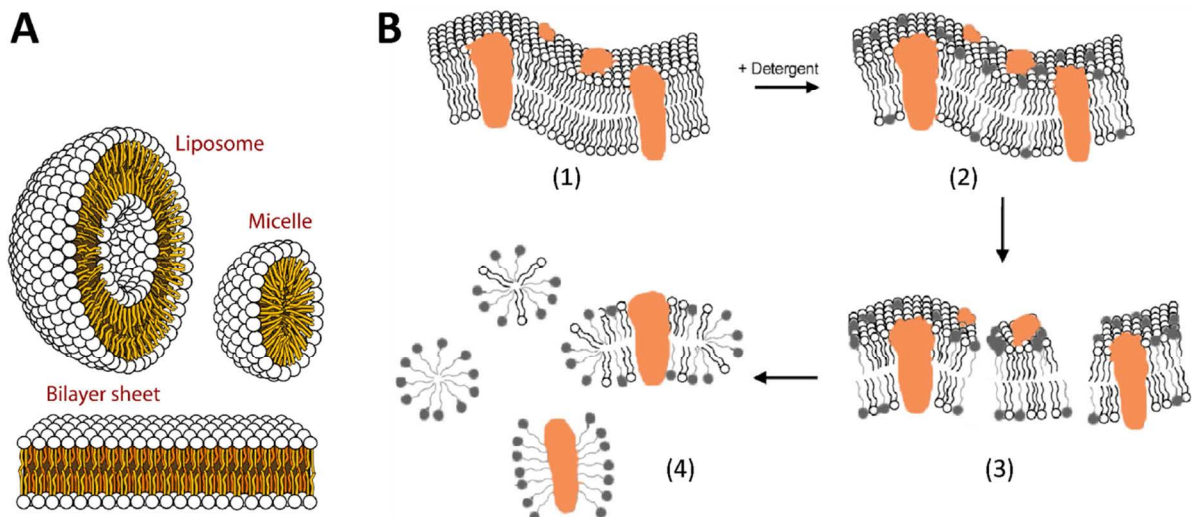 A
Liposome
Micelle
Bilayer sheet
B
+ Detergent
(1)
(2)
(3)
(4)